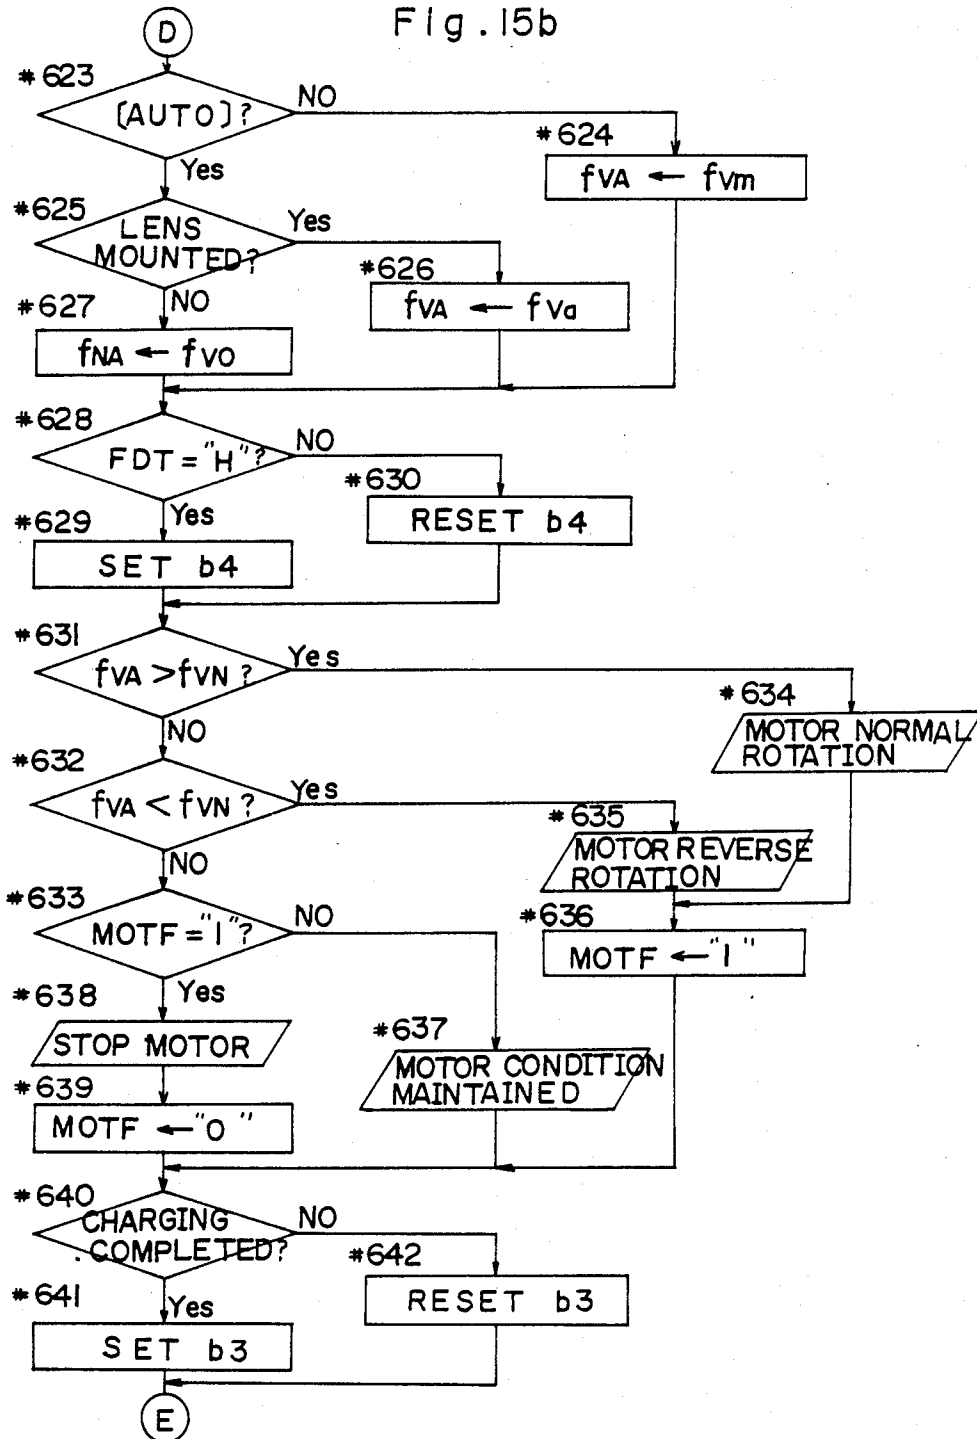 Fig. 15b
D
*623
[AUTO]?
NO
Yes
*624
fVA ← fVm
*625
LENS
MOUNTED?
Yes
NO
*626
fVA ← fVa
*627
fNA ← fVO
*628
FDT = "H"?
NO
Yes
*630
RESET b4
*629
SET b4
*631
fVA > fVN ?
Yes
NO
*634
MOTOR NORMAL
ROTATION
*632
fVA < fVN ?
Yes
NO
*635
MOTOR REVERSE
ROTATION
*633
MOTF = "1"?
NO
Yes
*636
MOTF ← "1"
*638
STOP MOTOR
*637
MOTOR CONDITION
MAINTAINED
*639
MOTF ← "0"
*640
CHARGING
COMPLETED?
NO
Yes
*642
RESET b3
*641
SET b3
E